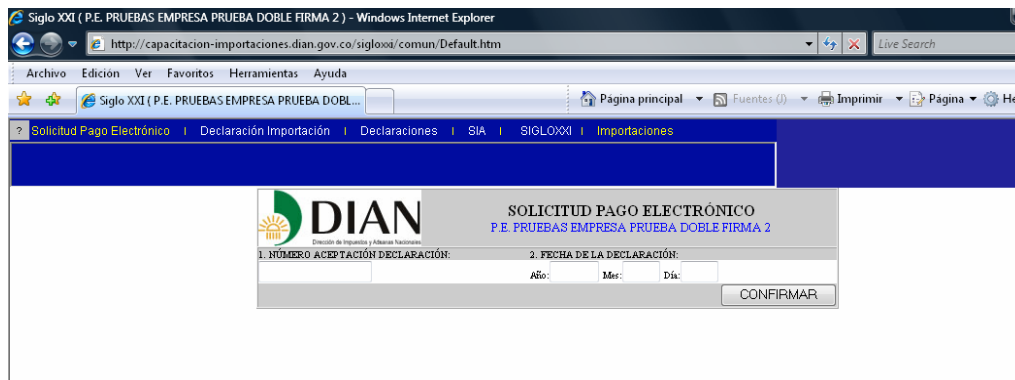 Siglo XXI ( P.E. PRUEBAS EMPRESA PRUEBA DOBLE FIRMA 2 ) - Windows Internet Explorer
http://capacitacion-importaciones.dian.gov.co/sigloxxi/comun/Default.htm
Live Search
Archivo Edición Ver Favoritos Herramientas Ayuda
Siglo XXI ( P.E. PRUEBAS EMPRESA PRUEBA DOBL...
Página principal Fuentes (J) Imprimir Página He
? Solicitud Pago Electrónico | Declaración Importación | Declaraciones | SIA | SIGLOXXI | Importaciones
DIAN
Dirección de Impuestos y Aduanas Nacionales
SOLICITUD PAGO ELECTRÓNICO
P.E. PRUEBAS EMPRESA PRUEBA DOBLE FIRMA 2
1. NÚMERO ACEPTACIÓN DECLARACIÓN: 2. FECHA DE LA DECLARACIÓN:
Año: Mes: Día:
CONFIRMAR